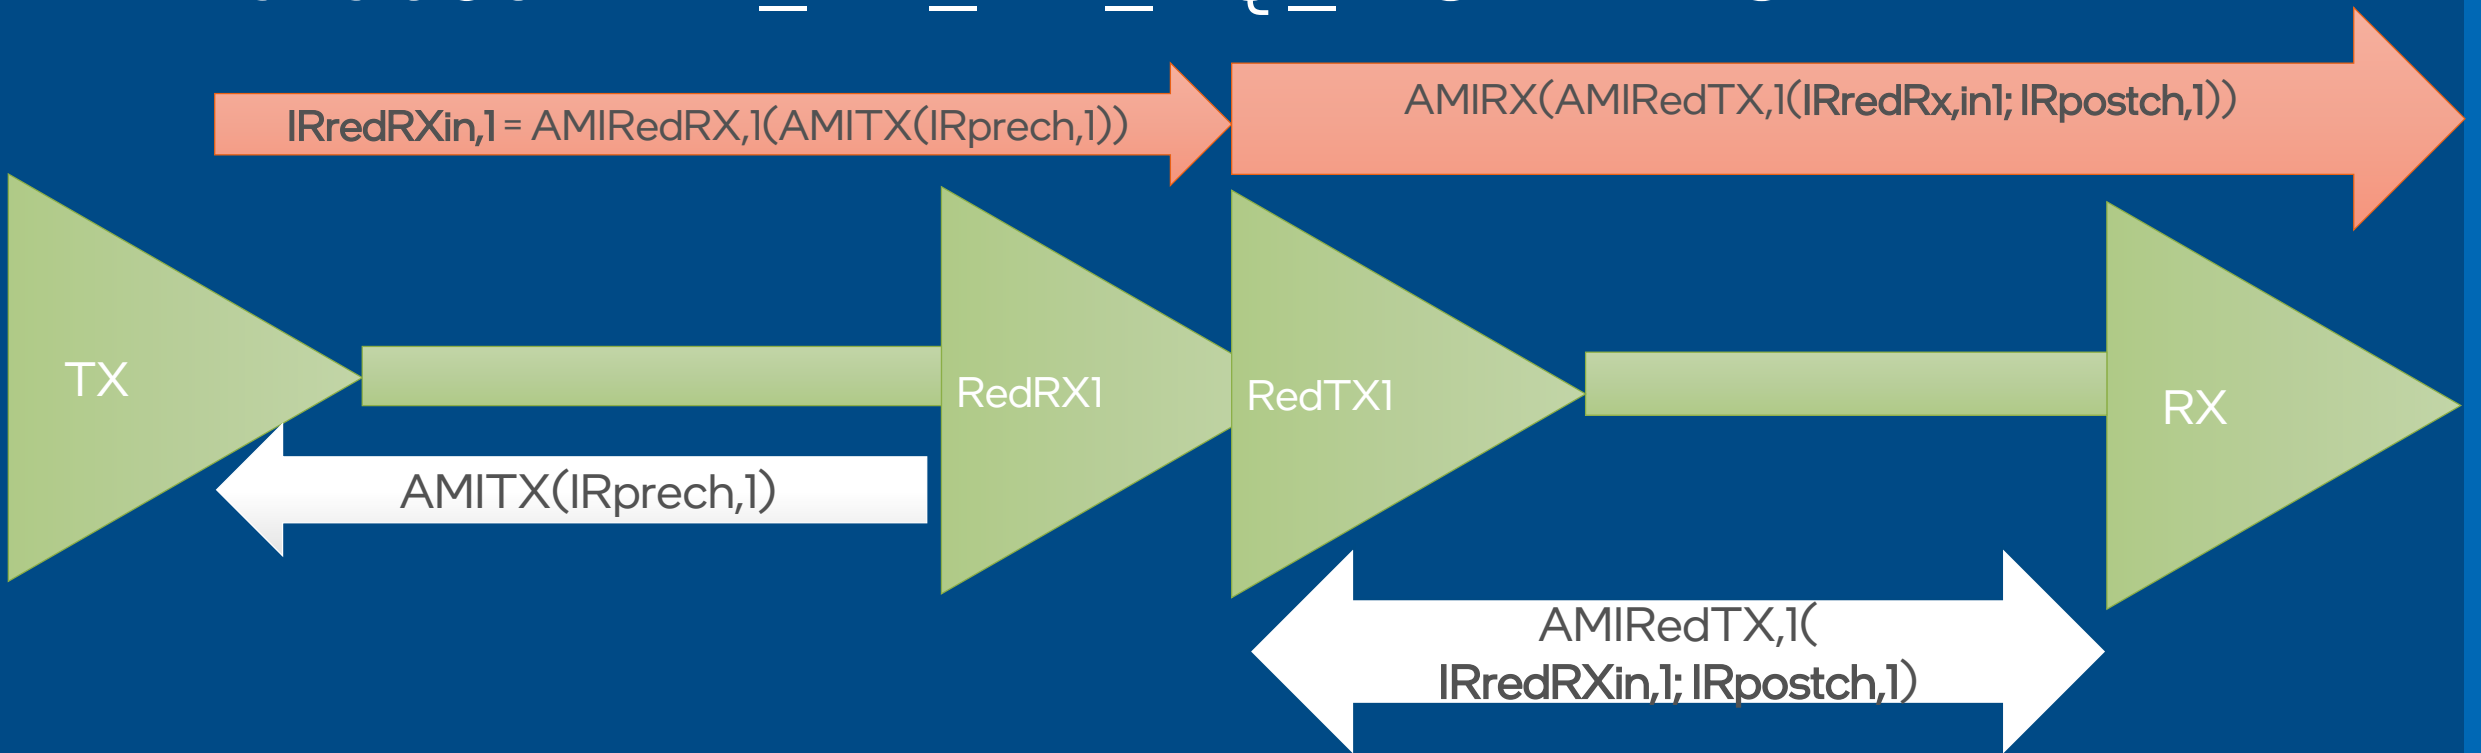 IRredRXin,1 = AMIRedRX,1(AMITX(IRprech,1))
AMIRX(AMIRedTX,1(IRredRx,in1; IRpostch,1))
TX
RedRX1
RedTX1
RX
AMITX(IRprech,1)
AMIRedTX,1(
IRredRXin,1; IRpostch,1)